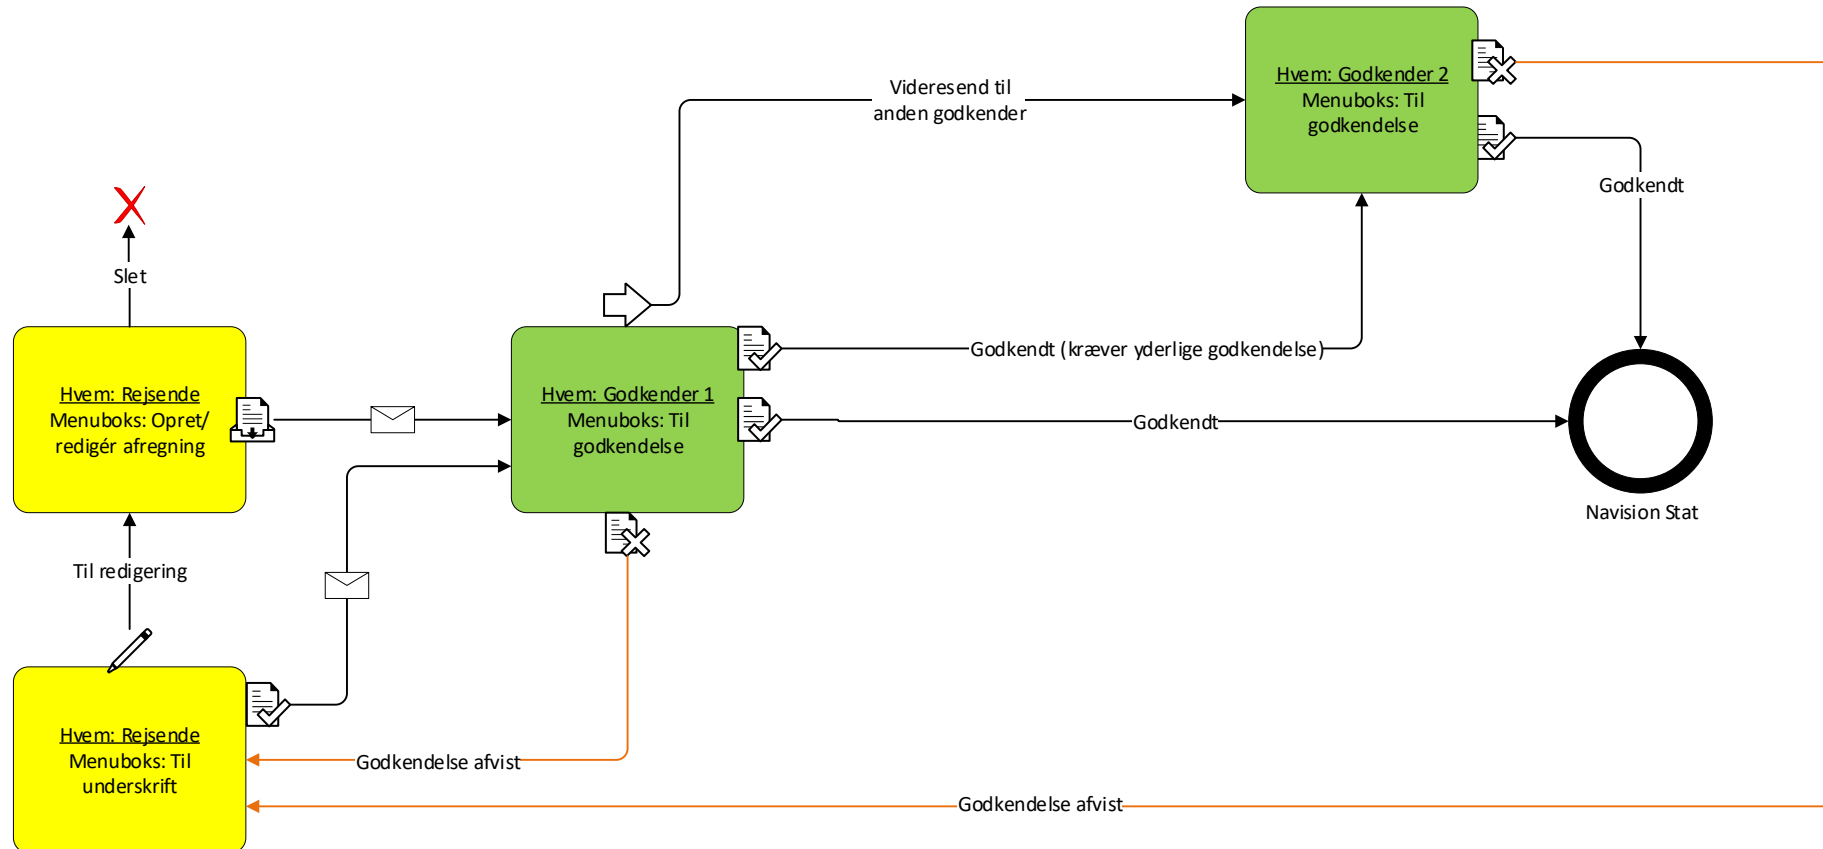 Hvem: Godkender 2
Menuboks: Til
godkendelse
Videresend til
anden godkender
Godkendt
Slet
Godkendt (kræver yderlige godkendelse)
Hvem: Rejsende
Menuboks: Opret/
redigér afregning
Hvem: Godkender 1
Menuboks: Til
godkendelse
Godkendt
Navision Stat
Til redigering
Hvem: Rejsende
Menuboks: Til
underskrift
Godkendelse afvist
Godkendelse afvist